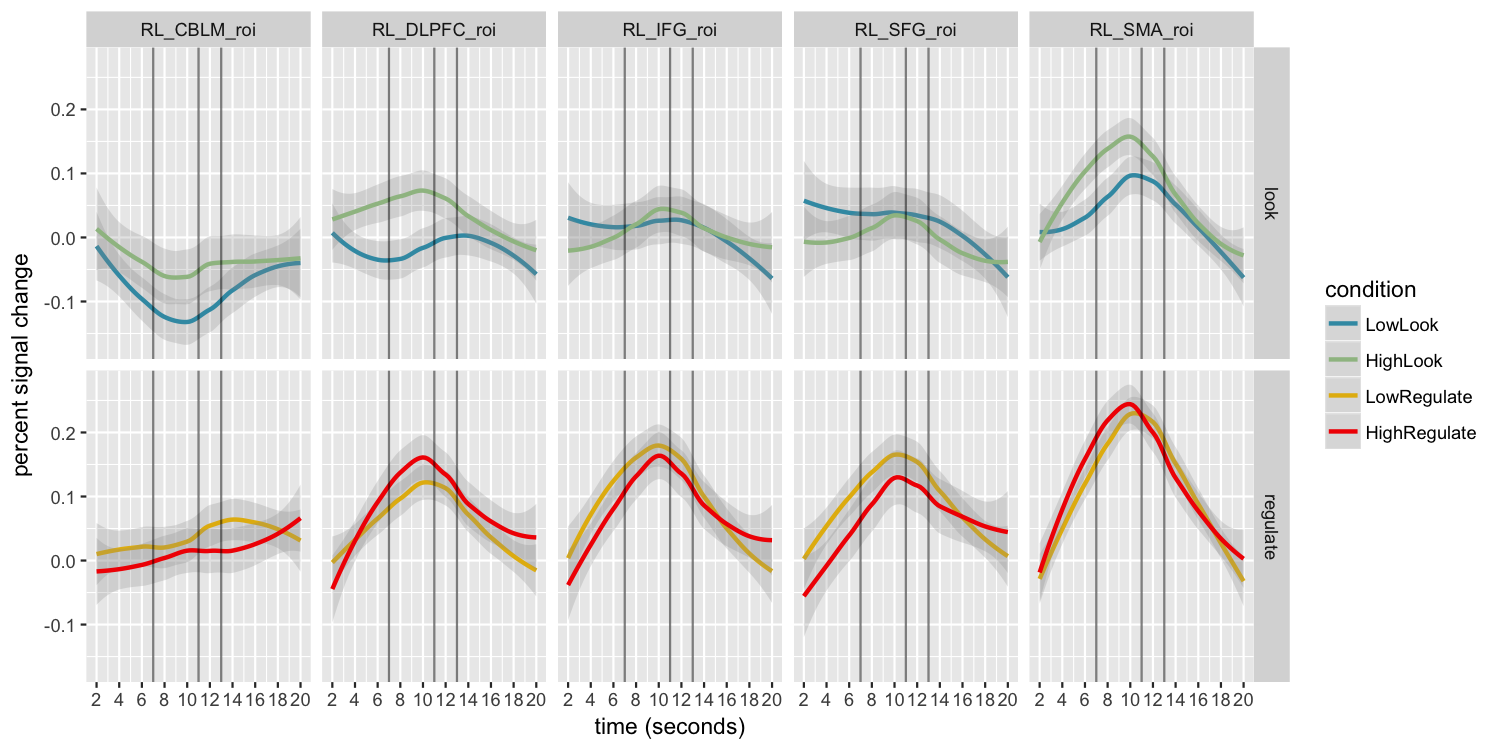 RL_CBLM_roi RL_DLPFC_roi RL_IFG_roi RL_SFG_roi RL_SMA_roi
percent signal change
0.2
0.1
0.0
-0.1
look
0.2
0.1
0.0
-0.1
regulate
2 4 6 8 10 12 14 16 18 20 2 4 6 8 10 12 14 16 18 20 2 4 6 8 10 12 14 16 18 20 2 4 6 8 10 12 14 16 18 20 2 4 6 8 10 12 14 16 18 20
time (seconds)
condition
LowLook
HighLook
LowRegulate
HighRegulate